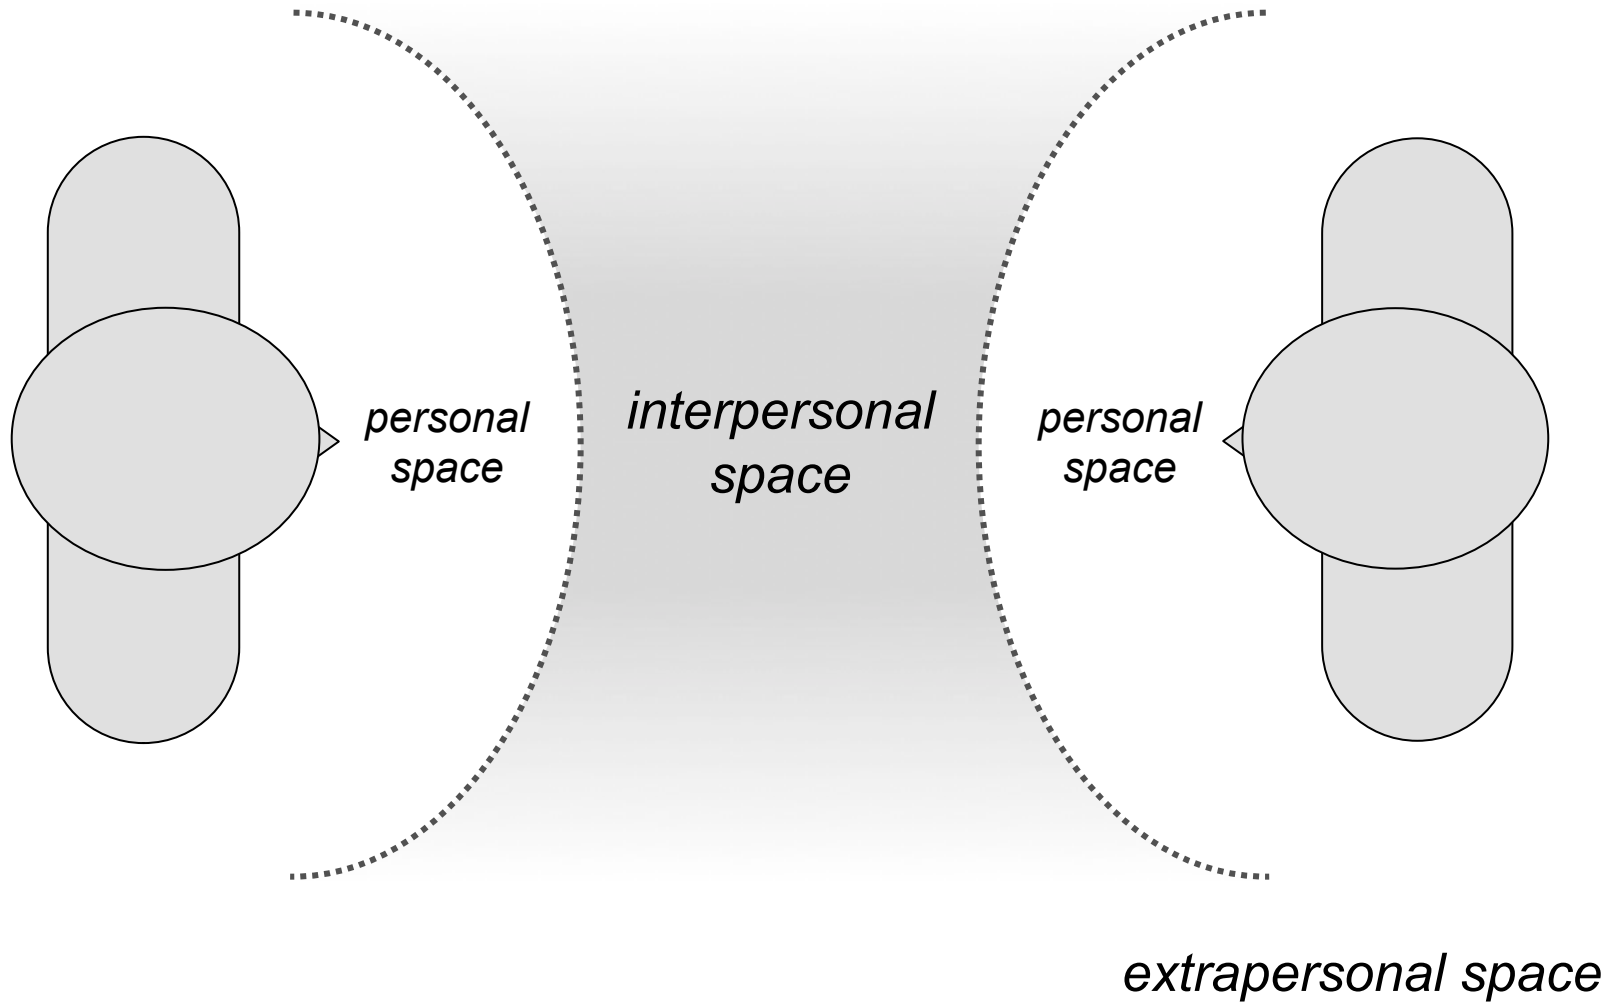 personal
space
interpersonal
space
personal
space
extrapersonal space